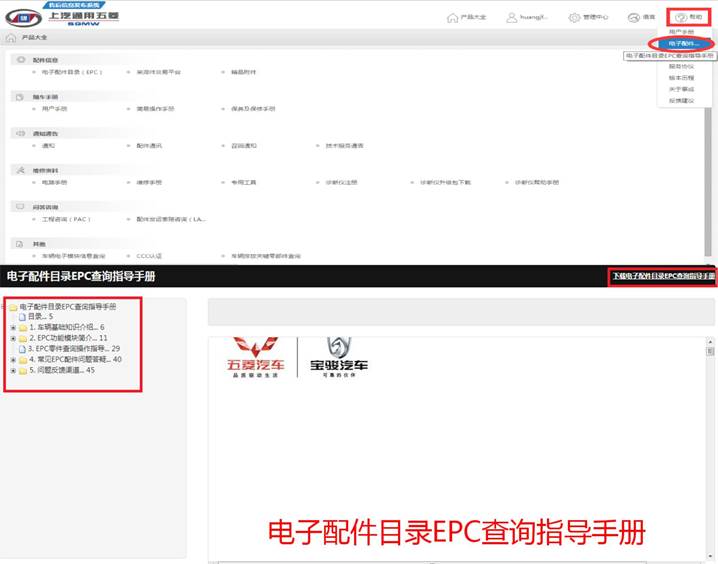 售后信息发布系统
上汽通用五菱
SGMW
产品大全 huangjf... 管理中心 语言 帮助
产品大全
用户手册
电子配件...
电子配件目录EPC查询指导手册
服务协议
版本历程
关于集成
反馈建议
配件信息
电子配件目录（EPC） 采混件交易平台 精品附件
随车手册
用户手册 简易操作手册 保养及保修手册
通知通告
通知 配件通讯 召回通知 技术服务通告
维修资料
电路手册 维修手册 专用工具 诊断仪注册 诊断仪升级包下载 诊断仪帮助手册
问答咨询
工程咨询（PAC） 配件定远索赔咨询（LA...
其他
车辆电子模块信息查询 CCC认证 车辆排放关键零部件查询
电子配件目录EPC查询指导手册 下载电子配件目录EPC查询指导手册
电子配件目录EPC查询指导手册
目录... 5
1. 车辆基础知识介绍... 6
2. EPC功能模块简介... 11
3. EPC零件查询操作指导... 29
4. 常见EPC配件问题答疑... 40
5. 问题反馈渠道... 45
五菱汽车 宝骏汽车
品质驱动生活 可靠的伙伴
电子配件目录EPC查询指导手册